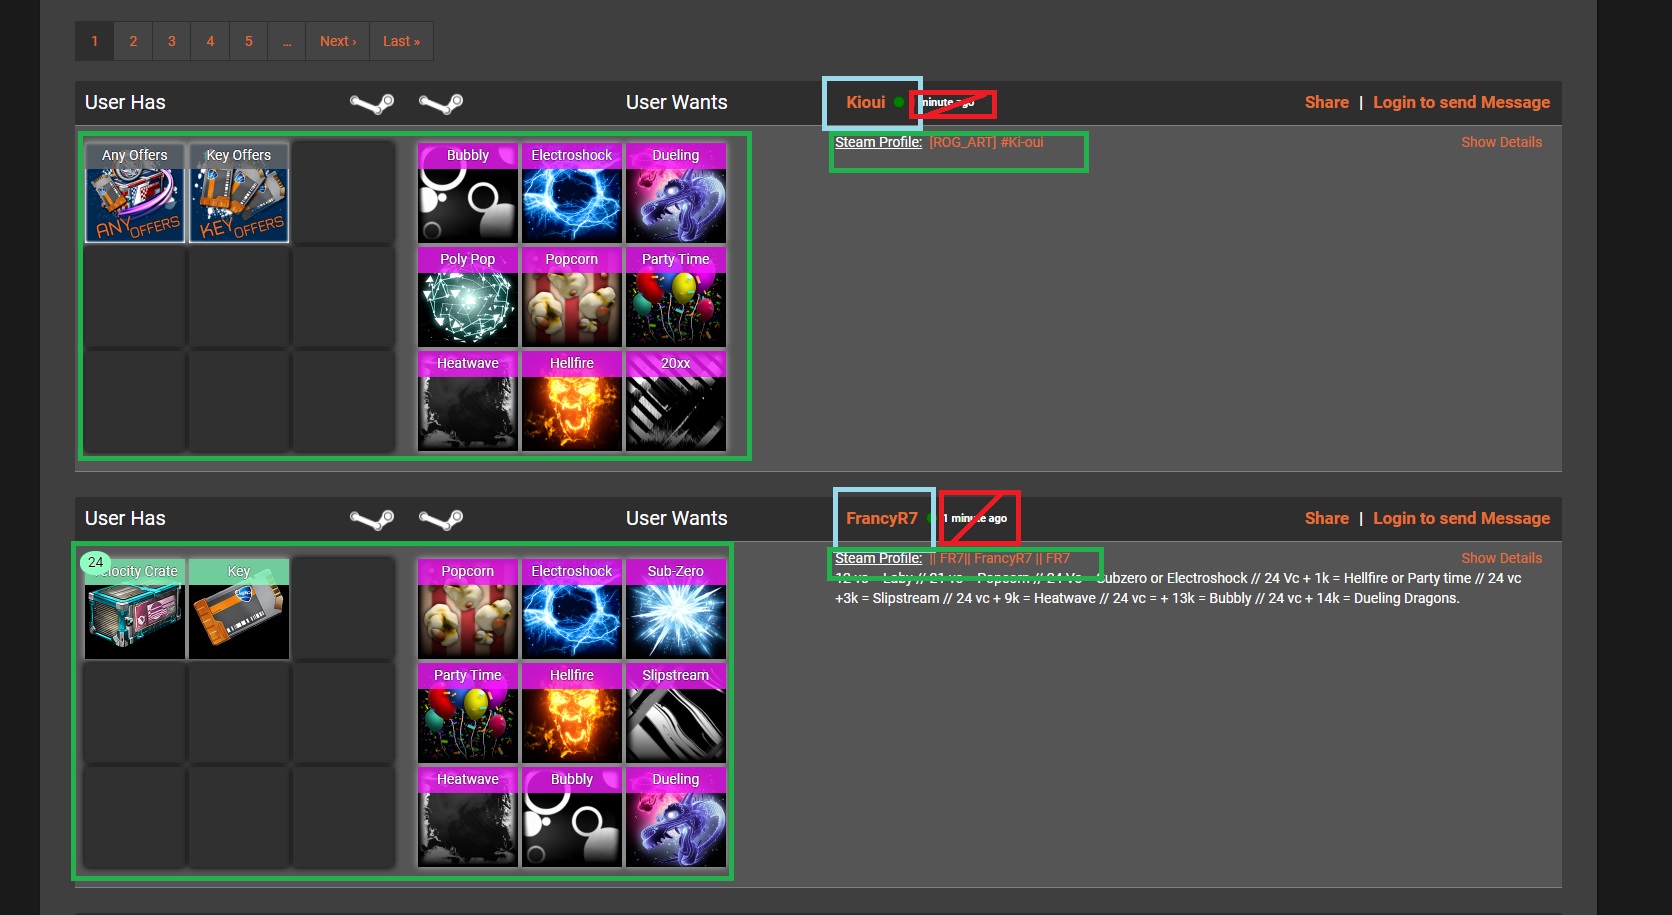 1 2 3 4 5 ... Next › Last »
User Has User Wants Kioui minute ago Share | Login to send Message
Any Offers Key Offers Bubbly Electroshock Dueling Steam Profile: [ROG_ART] #Ki-oui Show Details
ANY OFFERS KEY OFFERS
Poly Pop Popcorn Party Time
Heatwave Hellfire 20xx
User Has User Wants FrancyR7 1 minute ago Share | Login to send Message
24 Velocity Crate Key Popcorn Electroshock Sub-Zero Steam Profile: || FR7|| FrancyR7 || FR7 Show Details
Subzero or Electroshock // 24 Vc + 1k = Hellfire or Party time // 24 vc
+3k = Slipstream // 24 vc + 9k = Heatwave // 24 vc = + 13k = Bubbly // 24 vc + 14k = Dueling Dragons.
Party Time Hellfire Slipstream
Heatwave Bubbly Dueling